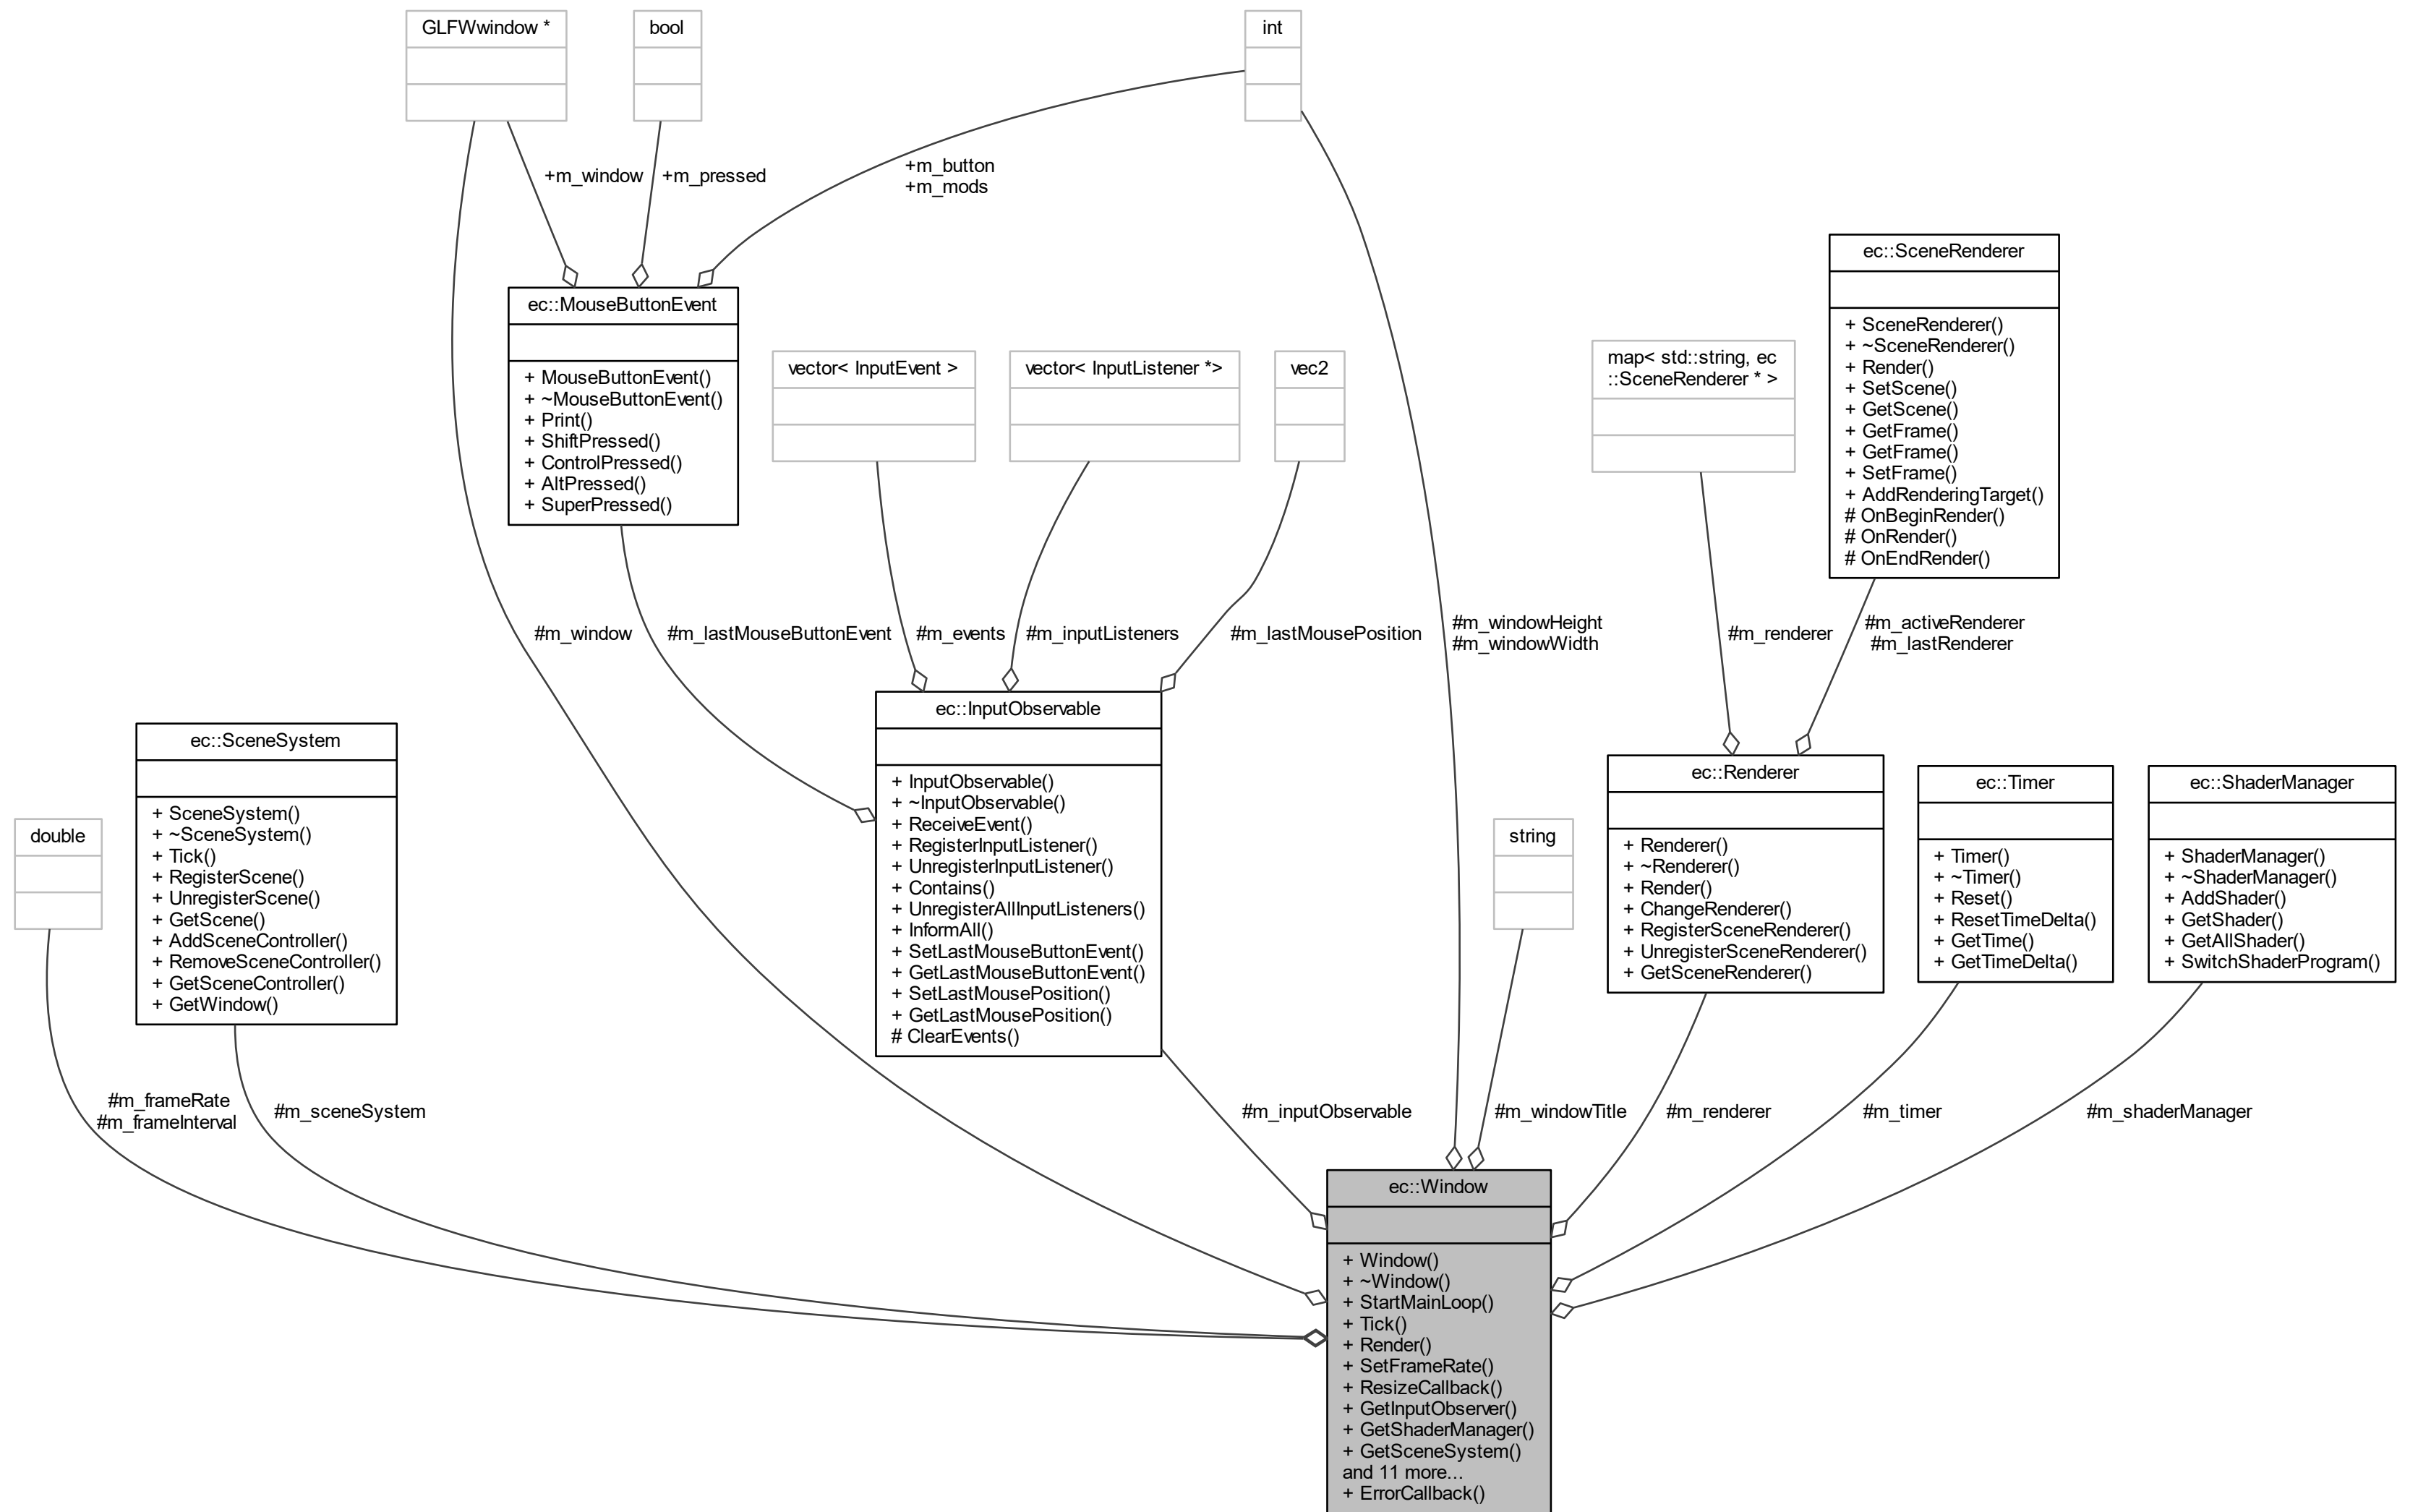 GLFWwindow *
bool
int
+m_window
+m_pressed
+m_button
+m_mods
ec::MouseButtonEvent
+ MouseButtonEvent()
+ ~MouseButtonEvent()
+ Print()
+ ShiftPressed()
+ ControlPressed()
+ AltPressed()
+ SuperPressed()
vector< InputEvent >
vector< InputListener *>
vec2
map< std::string, ec
::SceneRenderer * >
ec::SceneRenderer
+ SceneRenderer()
+ ~SceneRenderer()
+ Render()
+ SetScene()
+ GetScene()
+ GetFrame()
+ GetFrame()
+ SetFrame()
+ AddRenderingTarget()
# OnBeginRender()
# OnRender()
# OnEndRender()
#m_window
#m_lastMouseButtonEvent
#m_events
#m_inputListeners
#m_lastMousePosition
#m_windowHeight
#m_windowWidth
#m_renderer
#m_activeRenderer
#m_lastRenderer
double
ec::SceneSystem
+ SceneSystem()
+ ~SceneSystem()
+ Tick()
+ RegisterScene()
+ UnregisterScene()
+ GetScene()
+ AddSceneController()
+ RemoveSceneController()
+ GetSceneController()
+ GetWindow()
ec::InputObservable
+ InputObservable()
+ ~InputObservable()
+ ReceiveEvent()
+ RegisterInputListener()
+ UnregisterInputListener()
+ Contains()
+ UnregisterAllInputListeners()
+ InformAll()
+ SetLastMouseButtonEvent()
+ GetLastMouseButtonEvent()
+ SetLastMousePosition()
+ GetLastMousePosition()
# ClearEvents()
string
ec::Renderer
+ Renderer()
+ ~Renderer()
+ Render()
+ ChangeRenderer()
+ RegisterSceneRenderer()
+ UnregisterSceneRenderer()
+ GetSceneRenderer()
ec::Timer
+ Timer()
+ ~Timer()
+ Reset()
+ ResetTimeDelta()
+ GetTime()
+ GetTimeDelta()
ec::ShaderManager
+ ShaderManager()
+ ~ShaderManager()
+ AddShader()
+ GetShader()
+ GetAllShader()
+ SwitchShaderProgram()
#m_frameRate
#m_frameInterval
#m_sceneSystem
#m_inputObservable
#m_windowTitle
#m_renderer
#m_timer
#m_shaderManager
ec::Window
+ Window()
+ ~Window()
+ StartMainLoop()
+ Tick()
+ Render()
+ SetFrameRate()
+ ResizeCallback()
+ GetInputObserver()
+ GetShaderManager()
+ GetSceneSystem()
and 11 more...
+ ErrorCallback()